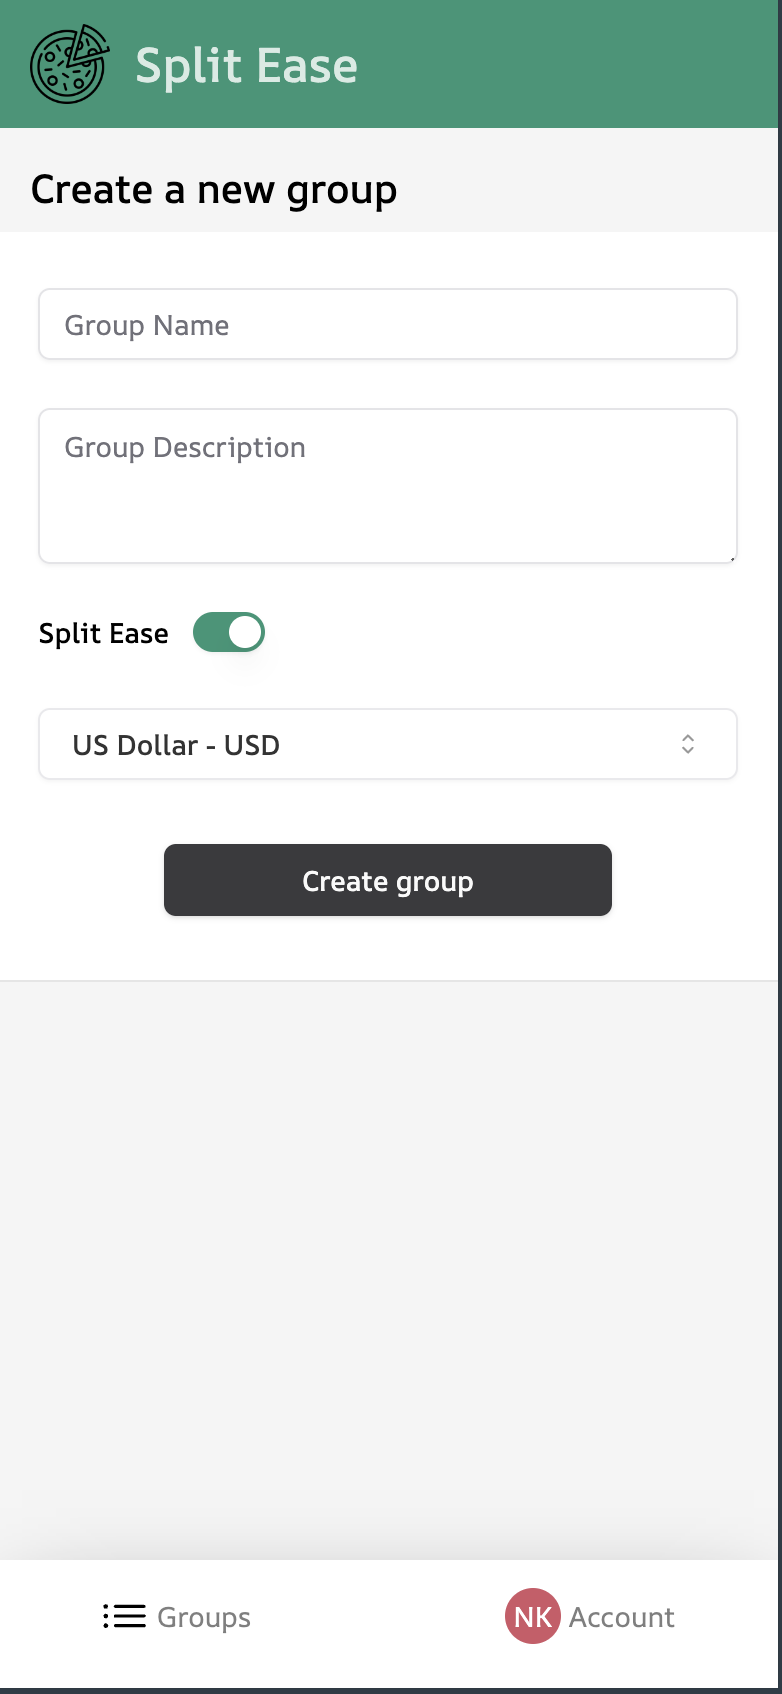 Split Ease
Create a new group
Group Name
Group Description
Split Ease
US Dollar - USD
Create group
Groups
NK Account